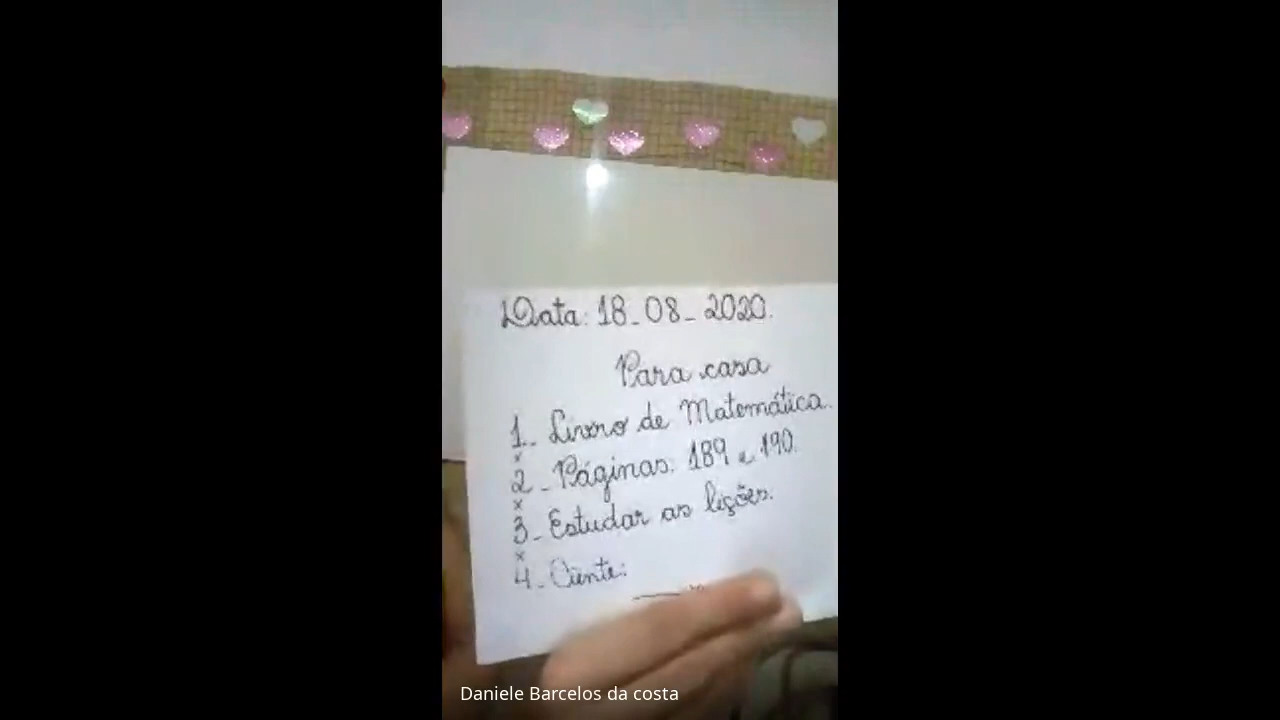 Data: 18-08-2020.
Para casa
1- Livro de Matemática.
x
2- Páginas: 189 e 190.
x
3- Estudar as lições.
x
4- Ciente:
Daniele Barcelos da costa